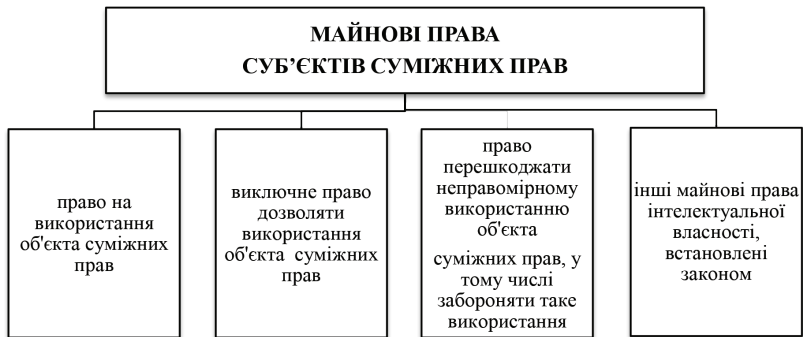 МАЙНОВІ ПРАВА
СУБ’ЄКТІВ СУМІЖНИХ ПРАВ
право на
використання
об'єкта суміжних
прав
виключне право
дозволяти
використання
об'єкта суміжних
прав
право
перешкоджати
неправомірному
використанню
об'єкта
суміжних прав, у
тому числі
забороняти таке
використання
інші майнові права
інтелектуальної
власності,
встановлені
законом